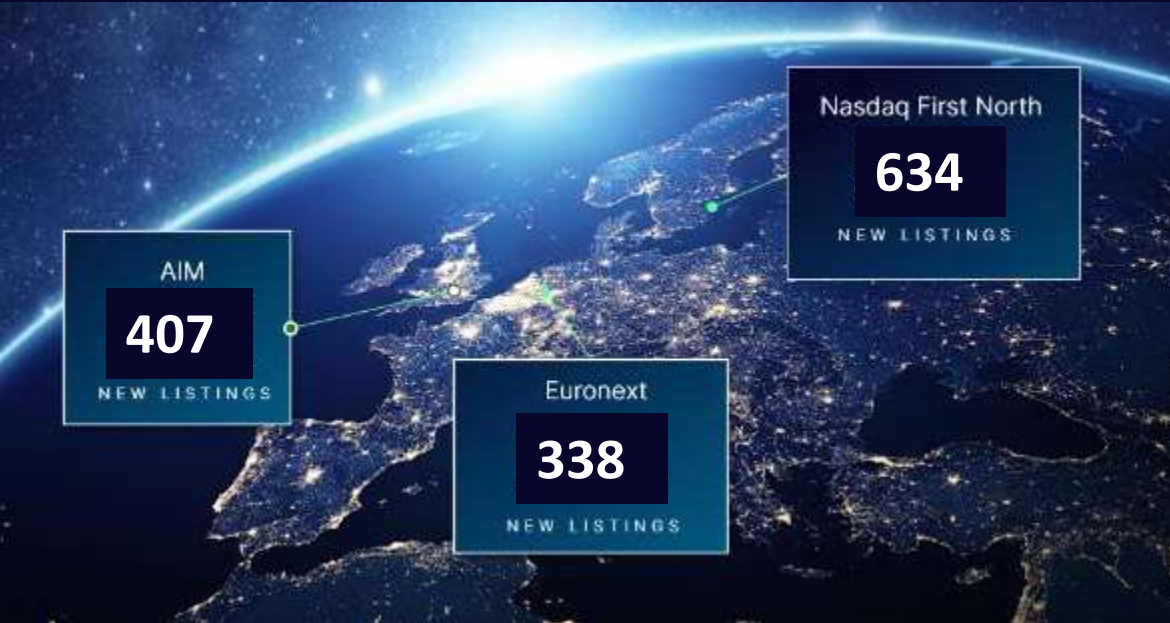 Nasdaq First North
634
NEW LISTINGS
AIM
407
NEW LISTINGS
Euronext
338
NEW LISTINGS